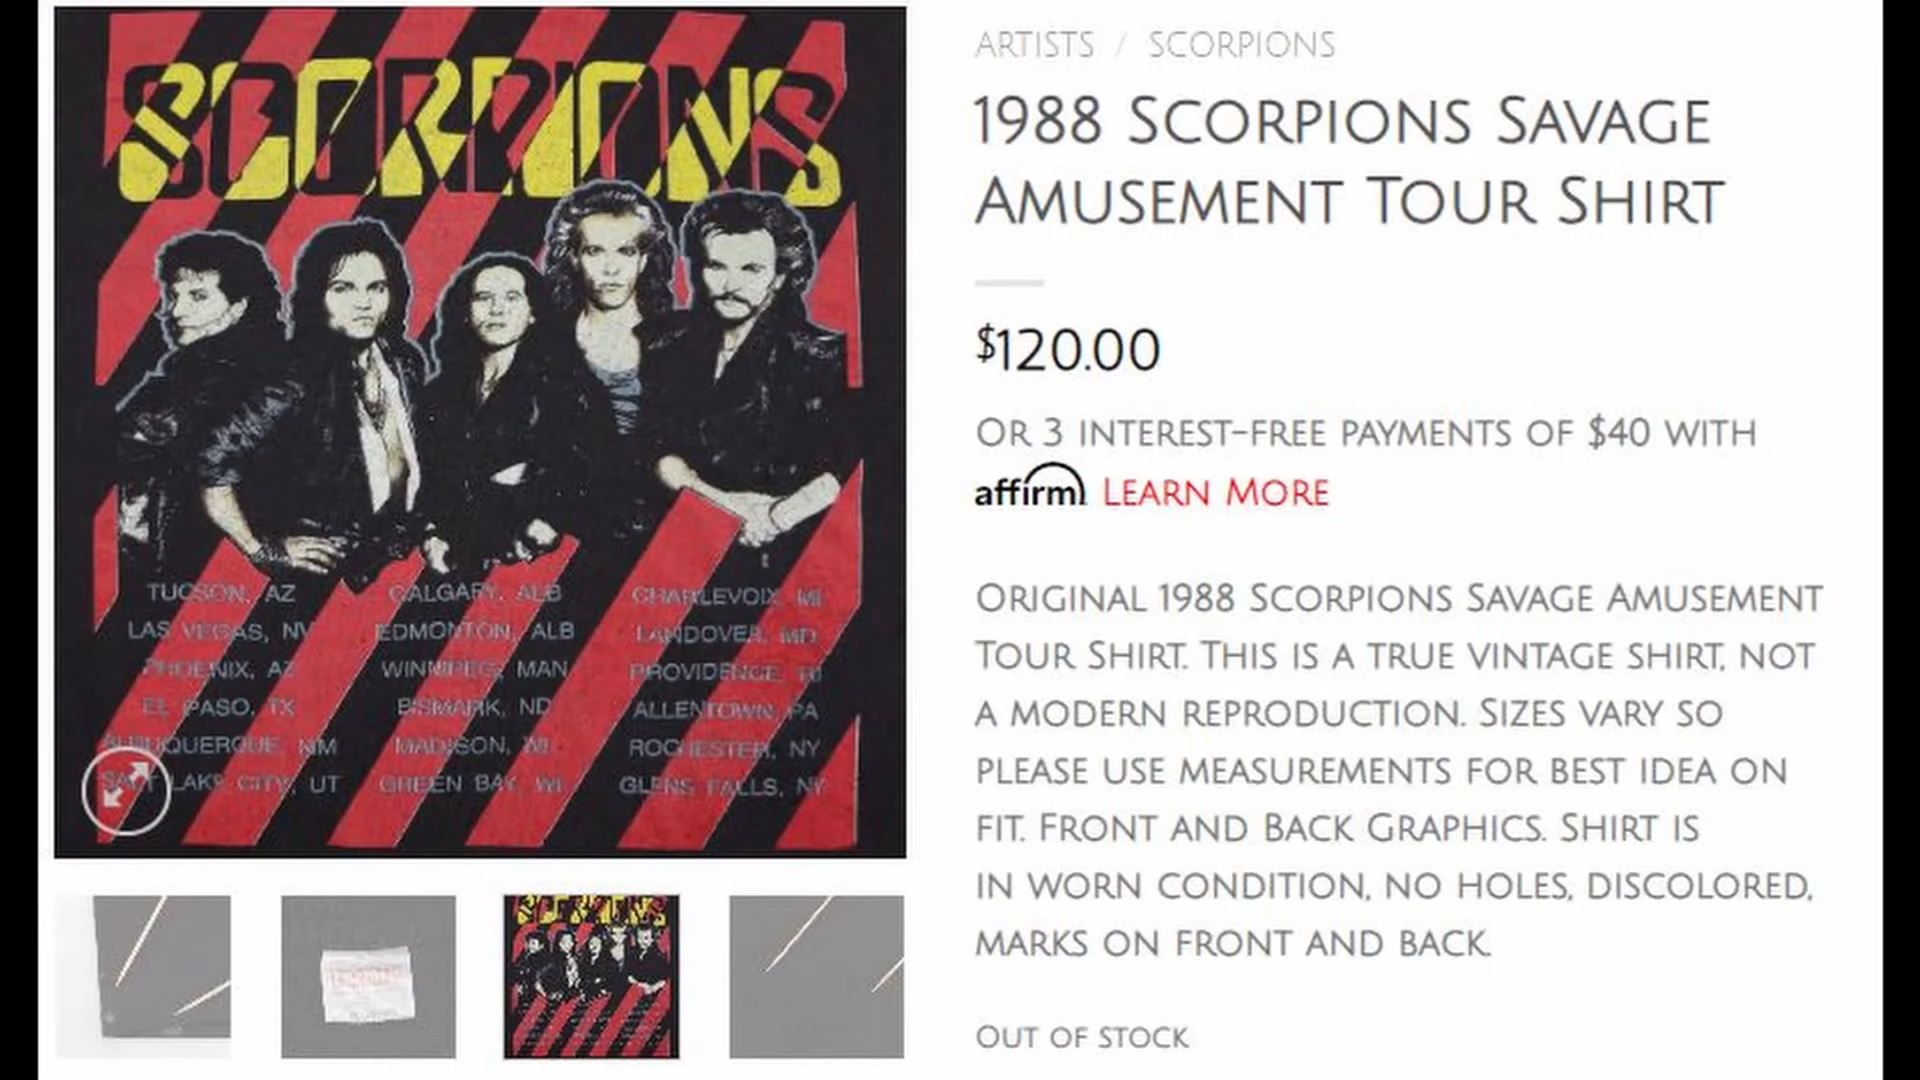 SCORPIONS
TUCSON, AZ
LAS VEGAS, NV
PHOENIX, AZ
EL PASO, TX
ALBUQUERQUE, NM
SALT LAKE CITY, UT
CALGARY, ALB
EDMONTON, ALB
WINNIPEG, MAN
BISMARK, ND
MADISON, WI
GREEN BAY, WI
CHARLEVOIX, MI
LANDOVER, MD
PROVIDENCE, RI
ALLENTOWN, PA
ROCHESTER, NY
GLENS FALLS, NY
ARTISTS / SCORPIONS
1988 SCORPIONS SAVAGE
AMUSEMENT TOUR SHIRT
$120.00
OR 3 INTEREST-FREE PAYMENTS OF $40 WITH
affirm LEARN MORE
ORIGINAL 1988 SCORPIONS SAVAGE AMUSEMENT
TOUR SHIRT. THIS IS A TRUE VINTAGE SHIRT, NOT
A MODERN REPRODUCTION. SIZES VARY SO
PLEASE USE MEASUREMENTS FOR BEST IDEA ON
FIT. FRONT AND BACK GRAPHICS. SHIRT IS
IN WORN CONDITION, NO HOLES, DISCOLORED,
MARKS ON FRONT AND BACK.
OUT OF STOCK
SCORPIONS